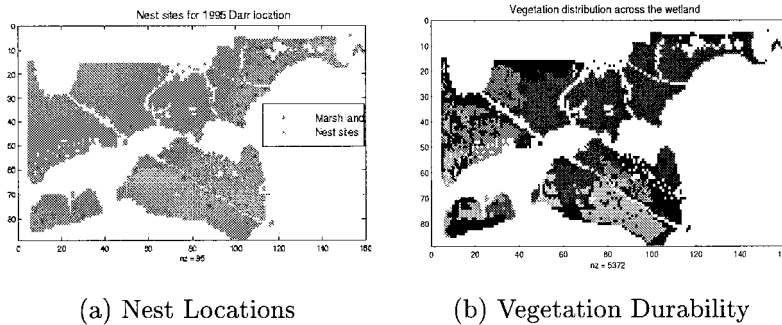 Nest sites for 1995 Darr location
0
10
20
30
40
50
60
70
80
Marsh land
Nest sites
0 20 40 60 80 100 120 140 160
nz = 85
(a) Nest Locations
Vegetation distribution across the wetland
0
10
20
30
40
50
60
70
80
0 20 40 60 80 100 120 140
nz = 5372
(b) Vegetation Durability